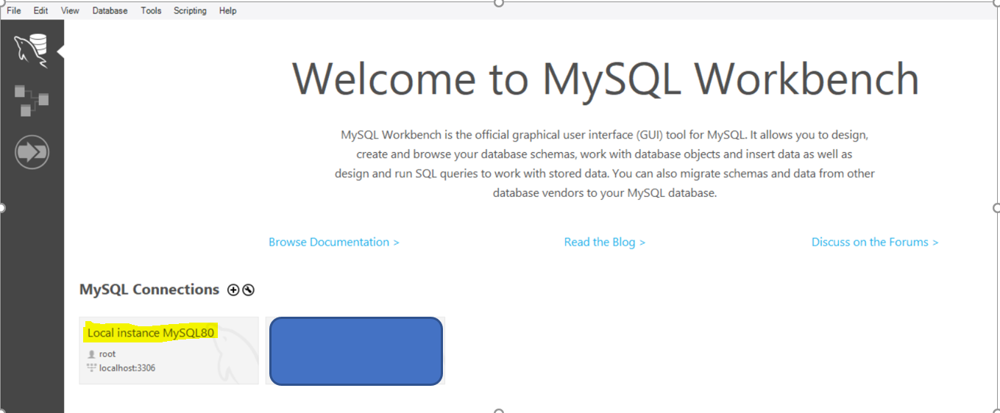 File Edit View Database Tools Scripting Help
Welcome to MySQL Workbench
MySQL Workbench is the official graphical user interface (GUI) tool for MySQL. It allows you to design,
create and browse your database schemas, work with database objects and insert data as well as
design and run SQL queries to work with stored data. You can also migrate schemas and data from other
database vendors to your MySQL database.
Browse Documentation > Read the Blog > Discuss on the Forums >
MySQL Connections
Local instance MySQL80
root
localhost:3306